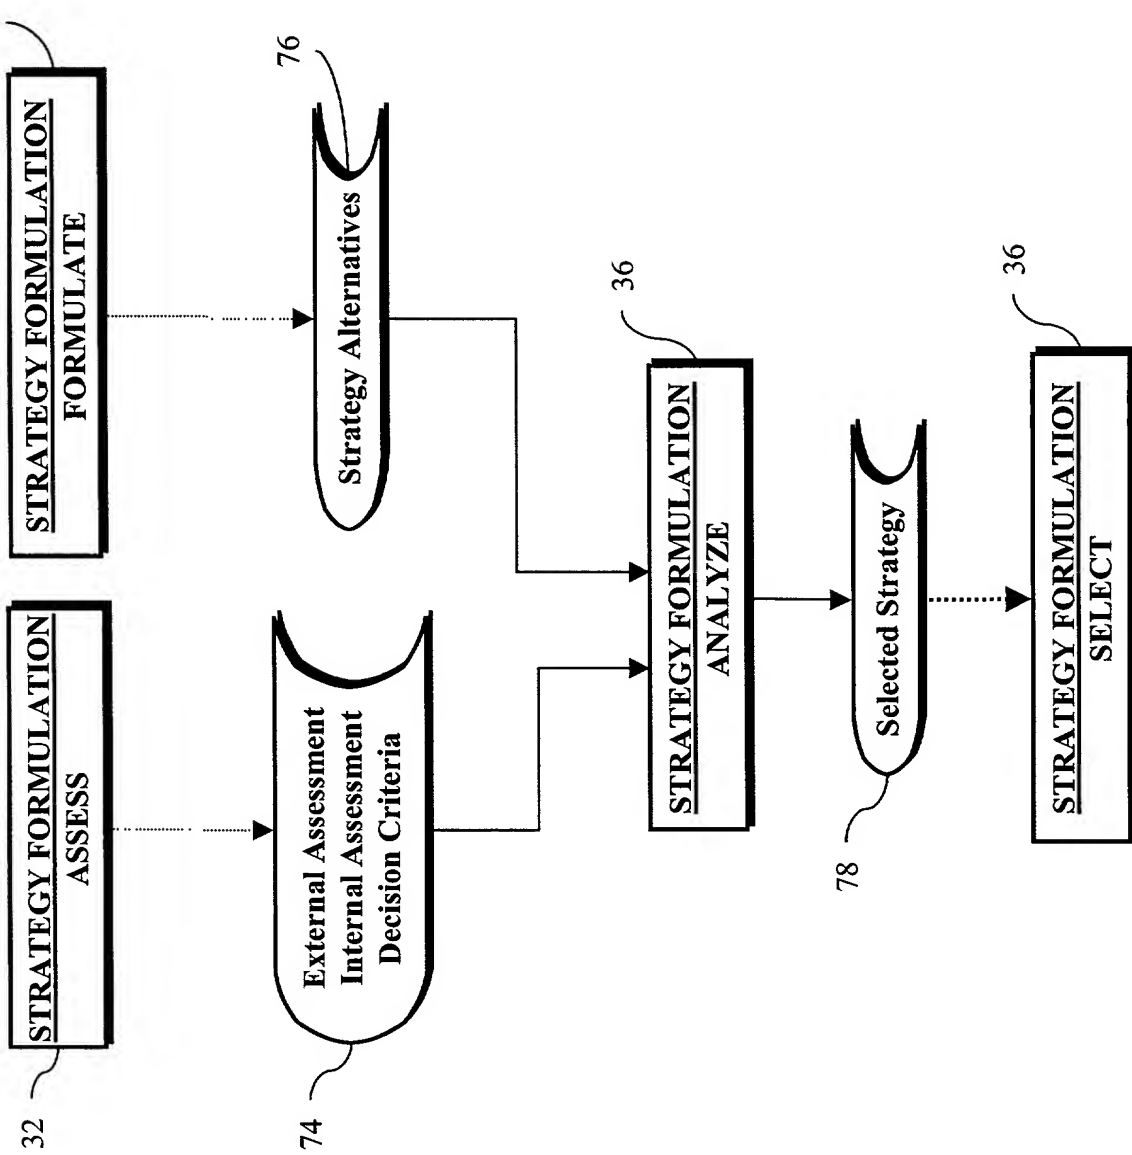 32
STRATEGY FORMULATION
ASSESS
STRATEGY FORMULATION
FORMULATE
74
External Assessment
Internal Assessment
Decision Criteria
76
Strategy Alternatives
36
STRATEGY FORMULATION
ANALYZE
78
Selected Strategy
36
STRATEGY FORMULATION
SELECT